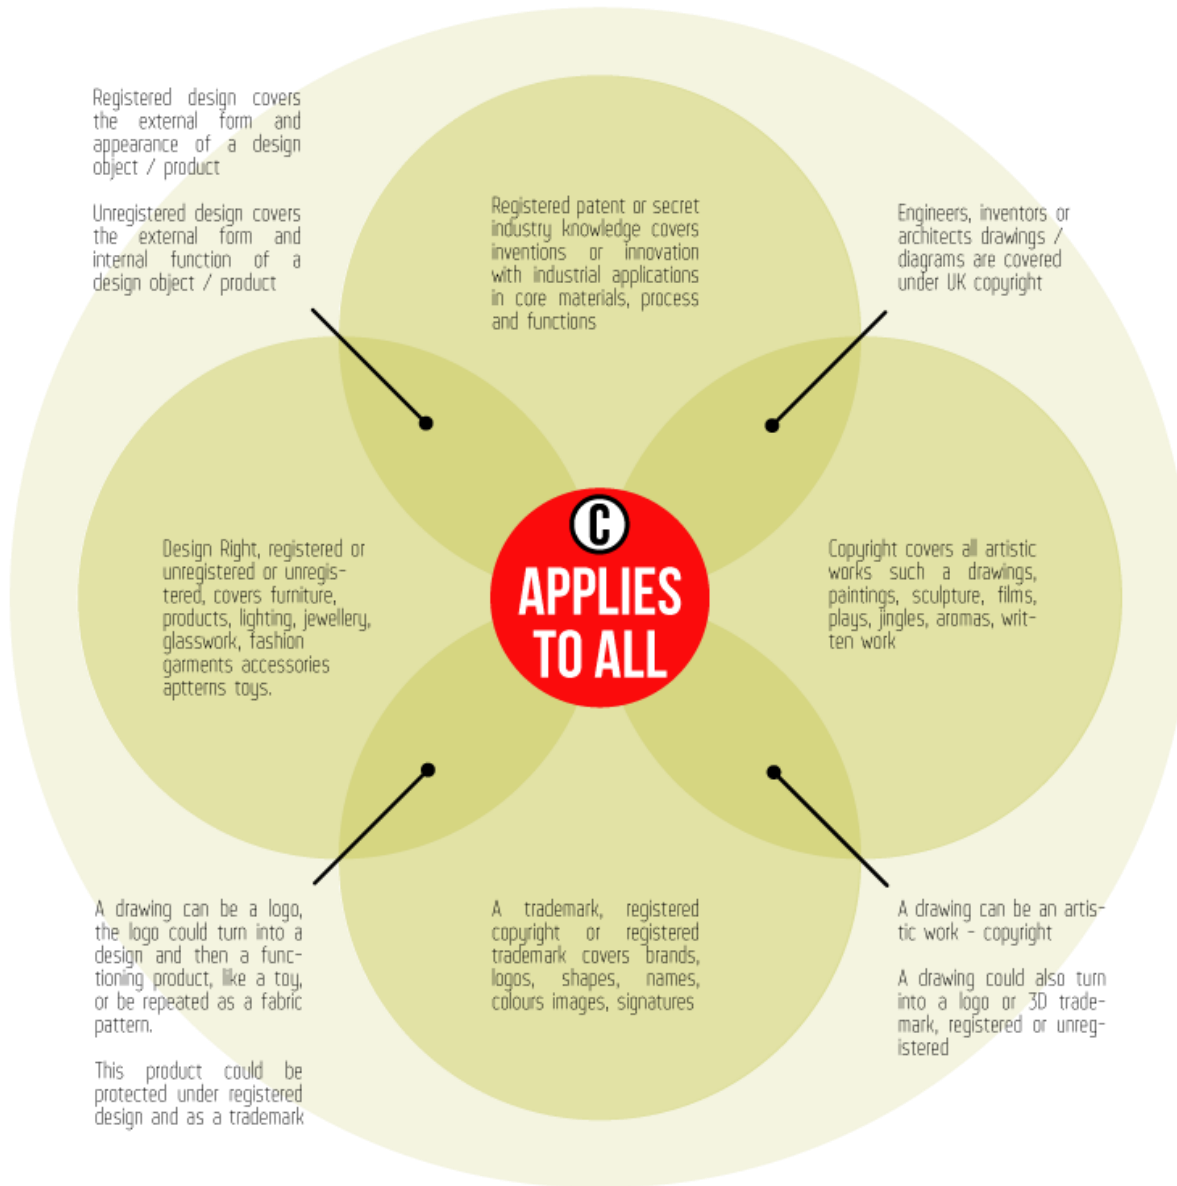 Registered design covers
the external form and
appearance of a design
object / product
Unregistered design covers
the external form and
internal function of a
design object / product
Registered patent or secret
industry knowledge covers
inventions or innovation
with industrial applications
in core materials, process
and functions
Engineers, inventors or
architects drawings /
diagrams are covered
under UK copyright
Design Right, registered or
unregistered or unregis-
tered, covers furniture,
products, lighting, jewellery,
glasswork, fashion
garments accessories
aptterns toys.
C
APPLIES
TO ALL
Copyright covers all artistic
works such a drawings,
paintings, sculpture, films,
plays, jingles, aromas, writ-
ten work
A drawing can be a logo,
the logo could turn into a
design and then a func-
tioning product, like a toy,
or be repeated as a fabric
pattern.
This product could be
protected under registered
design and as a trademark
A trademark, registered
copyright or registered
trademark covers brands,
logos, shapes, names,
colours images, signatures
A drawing can be an artis-
tic work - copyright
A drawing could also turn
into a logo or 3D trade-
mark, registered or unreg-
istered